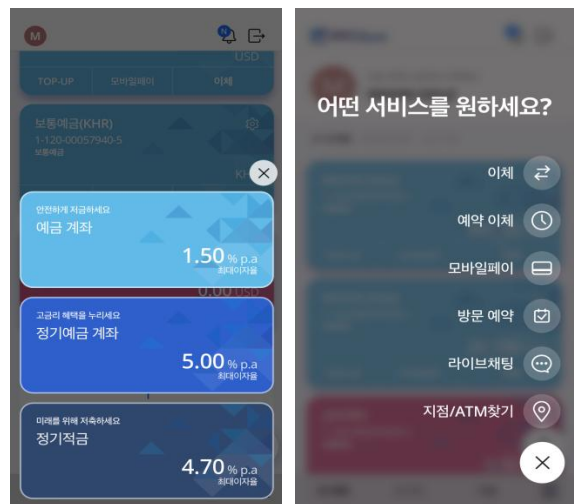 M
N
USD
TOP-UP
모바일페이
이체
보통예금(KHR)
1-120-00057940-5
보통예금
KH
안전하게 저금하세요
예금 계좌
1.50 % p.a
최대이자율
0.00 USD
고금리 혜택을 누리세요
정기예금 계좌
5.00 % p.a
최대이자율
미래를 위해 저축하세요
정기적금
4.70 % p.a
최대이자율
어떤 서비스를 원하세요?
이체
예약 이체
모바일페이
방문 예약
라이브채팅
지점/ATM찾기